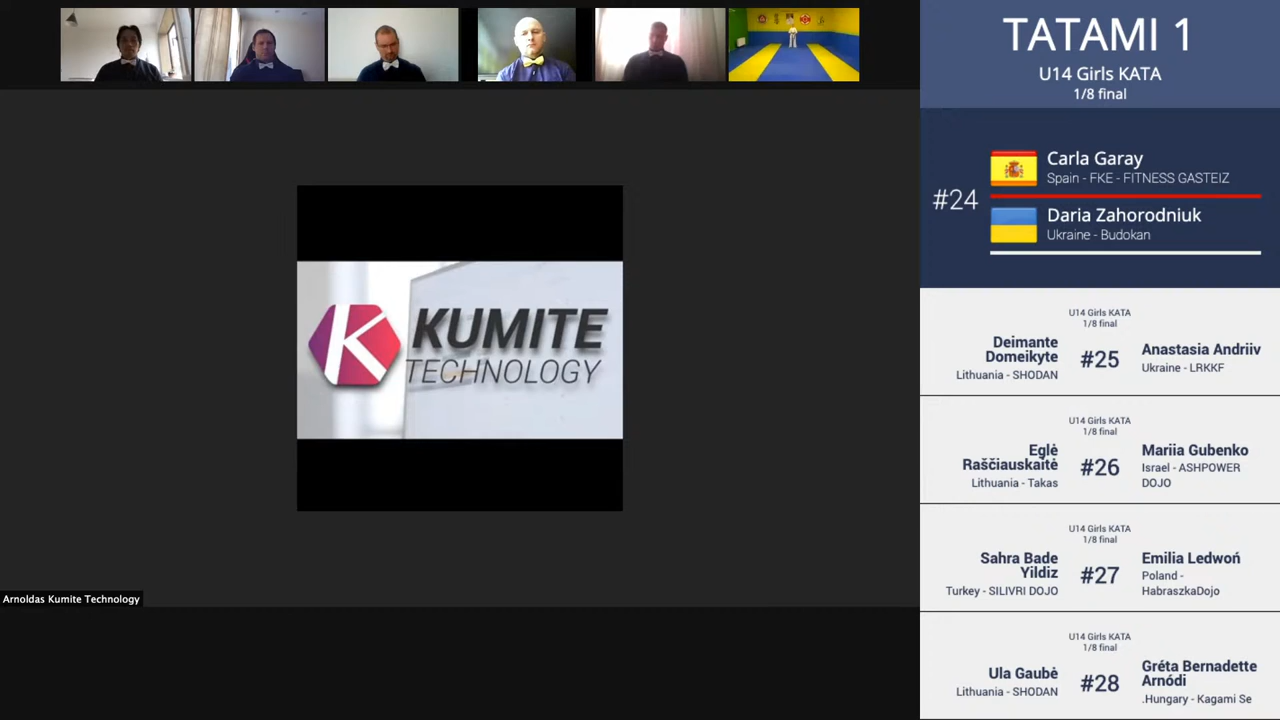 TATAMI 1
U14 Girls KATA
1/8 final
#24
Carla Garay
Spain - FKE - FITNESS GASTEIZ
Daria Zahorodniuk
Ukraine - Budokan
U14 Girls KATA
1/8 final
Deimante
Domeikyte
Lithuania - SHODAN
#25
Anastasia Andriiv
Ukraine - LRKKF
U14 Girls KATA
1/8 final
Eglė
Raščiauskaitė
Lithuania - Takas
#26
Mariia Gubenko
Israel - ASHPOWER
DOJO
U14 Girls KATA
1/8 final
Sahra Bade
Yildiz
Turkey - SILIVRI DOJO
#27
Emilia Ledwoń
Poland -
HabraszkaDojo
U14 Girls KATA
1/8 final
Ula Gaubė
Lithuania - SHODAN
#28
Gréta Bernadette
Arnódi
.Hungary - Kagami Se
K KUMITE
TECHNOLOGY
Arnoldas Kumite Technology